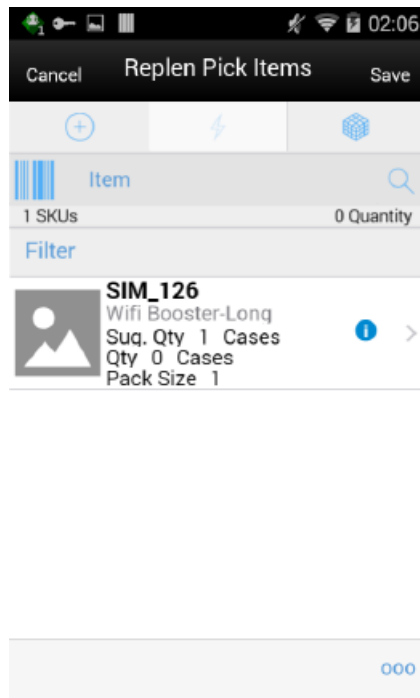 02:06
Cancel Replen Pick Items Save
Item
1 SKUs 0 Quantity
Filter
SIM_126
Wifi Booster-Long
Sug. Qty 1 Cases
Qty 0 Cases
Pack Size 1